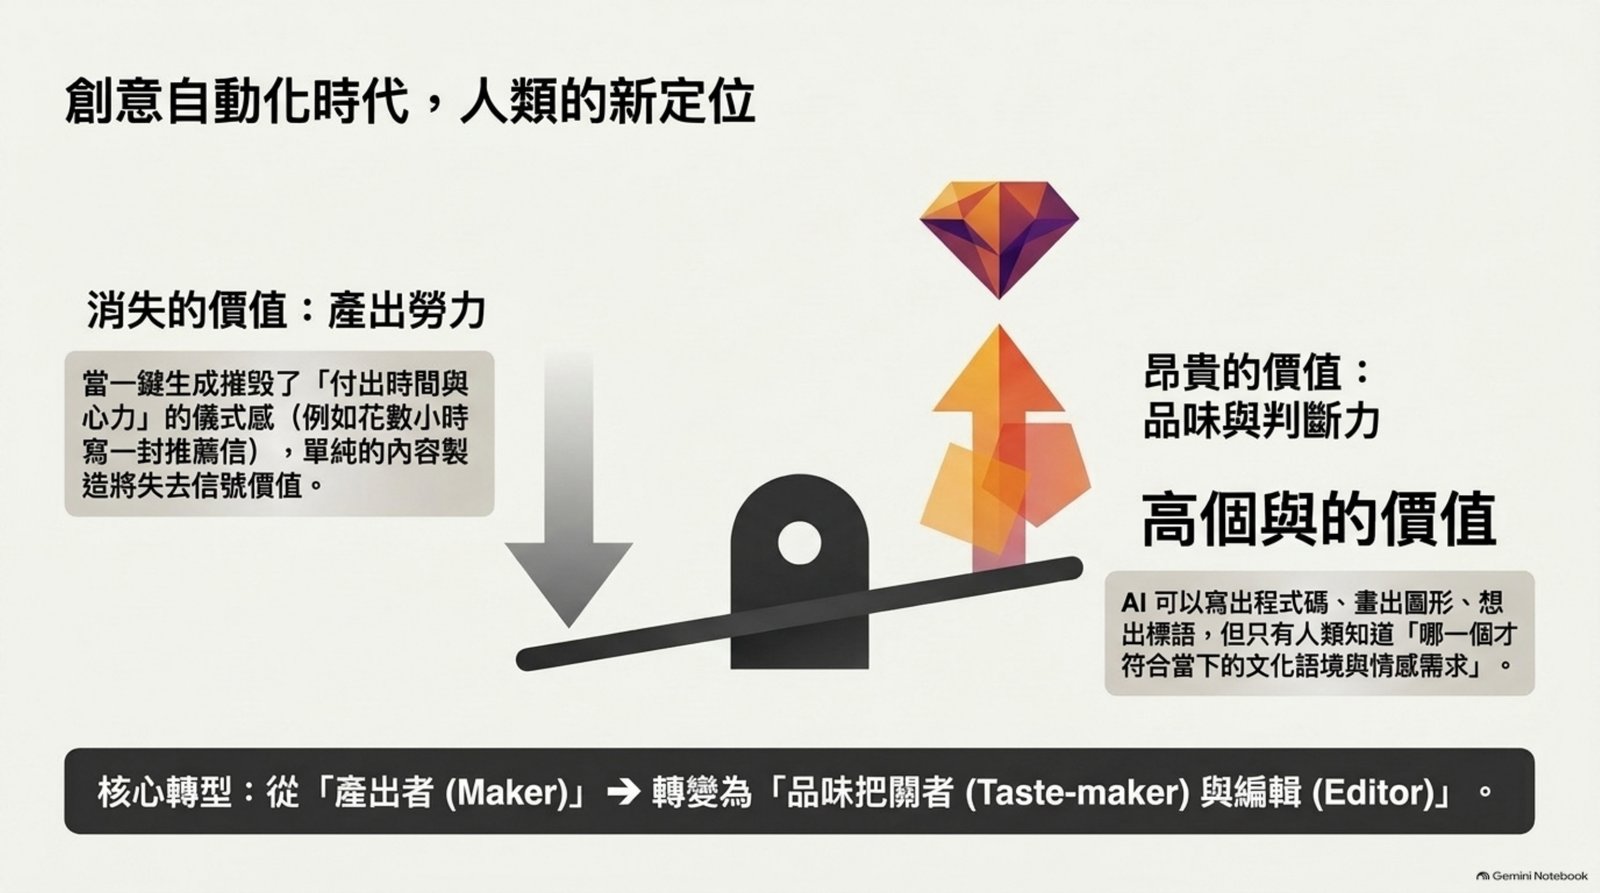 創意自動化時代，人類的新定位
消失的價值：產出勞力
當一鍵生成摧毀了「付出時間與
心力」的儀式感（例如花數小時
寫一封推薦信），單純的內容製
造將失去信號價值。
昂貴的價值：
品味與判斷力
高個與的價值
AI 可以寫出程式碼、畫出圖形、想
出標語，但只有人類知道「哪一個才
符合當下的文化語境與情感需求」。
核心轉型：從「產出者 (Maker)」 ➔ 轉變為「品味把關者 (Taste-maker) 與編輯 (Editor)」。
Gemini Notebook